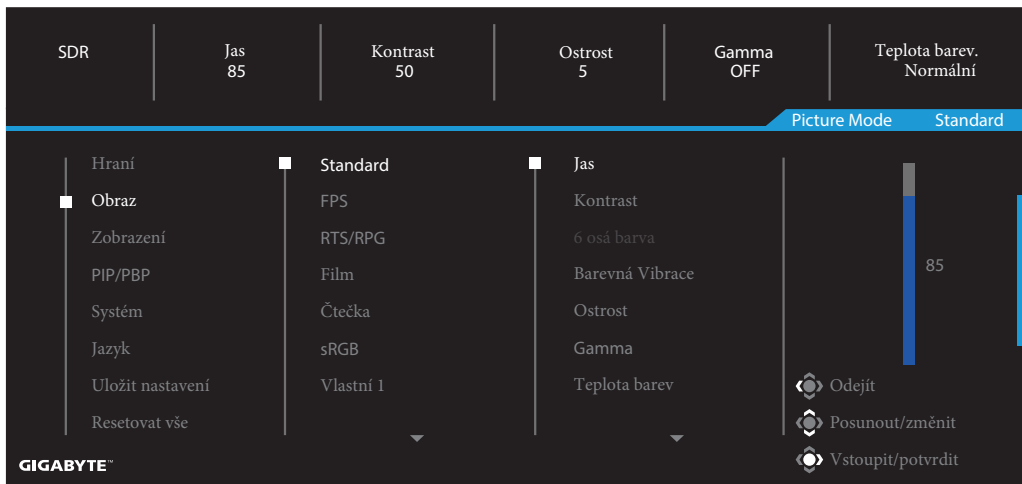 SDR
Jas
85
Kontrast
50
Ostrost
5
Gamma
OFF
Teplota barev.
Normální
Picture Mode Standard
Hraní
Obraz
Zobrazení
PIP/PBP
Systém
Jazyk
Uložit nastavení
Resetovat vše
Standard
FPS
RTS/RPG
Film
Čtečka
sRGB
Vlastní 1
Jas
Kontrast
6 osá barva
Barevná Vibrace
Ostrost
Gamma
Teplota barev
85
Odejít
Posunout/změnit
Vstoupit/potvrdit
GIGABYTE™